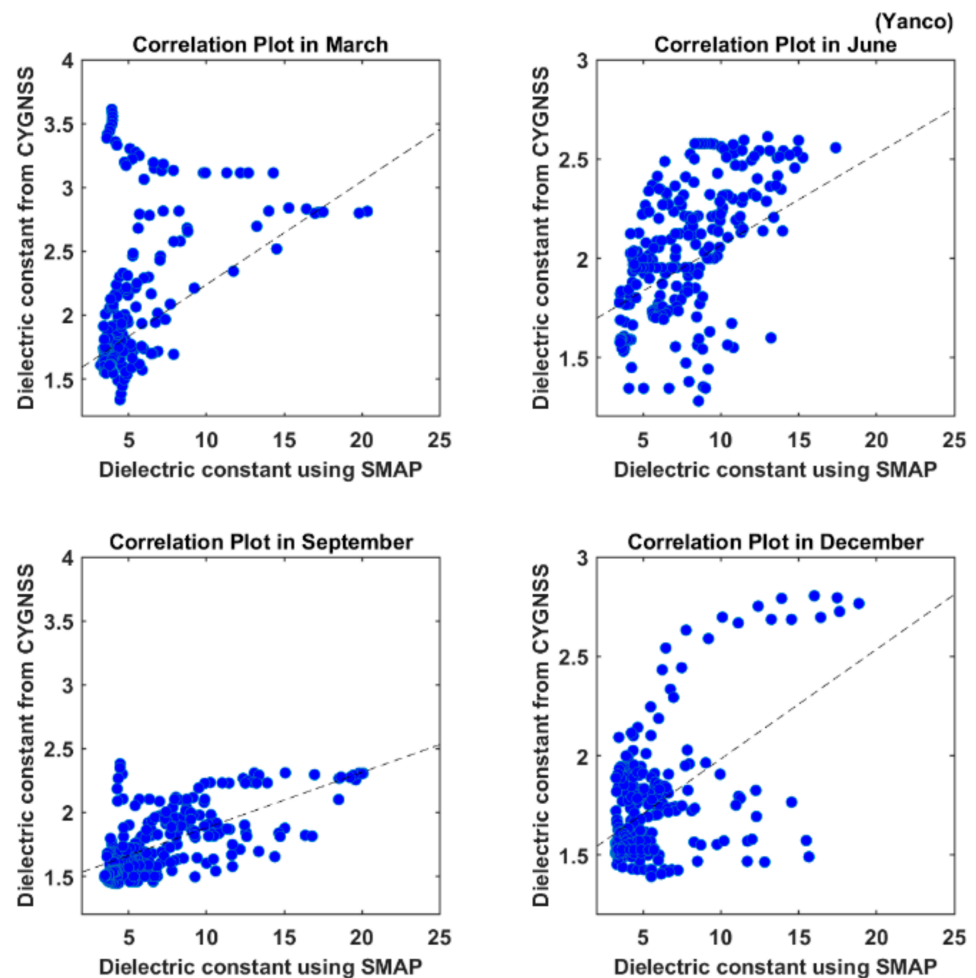 (Yanco)
Correlation Plot in March
Dielectric constant from CYGNSS
4
3.5
3
2.5
2
1.5
5 10 15 20 25
Dielectric constant using SMAP
Correlation Plot in June
Dielectric constant from CYGNSS
3
2.5
2
1.5
5 10 15 20 25
Dielectric constant using SMAP
Correlation Plot in September
Dielectric constant from CYGNSS
4
3.5
3
2.5
2
1.5
5 10 15 20 25
Dielectric constant using SMAP
Correlation Plot in December
Dielectric constant from CYGNSS
3
2.5
2
1.5
5 10 15 20 25
Dielectric constant using SMAP